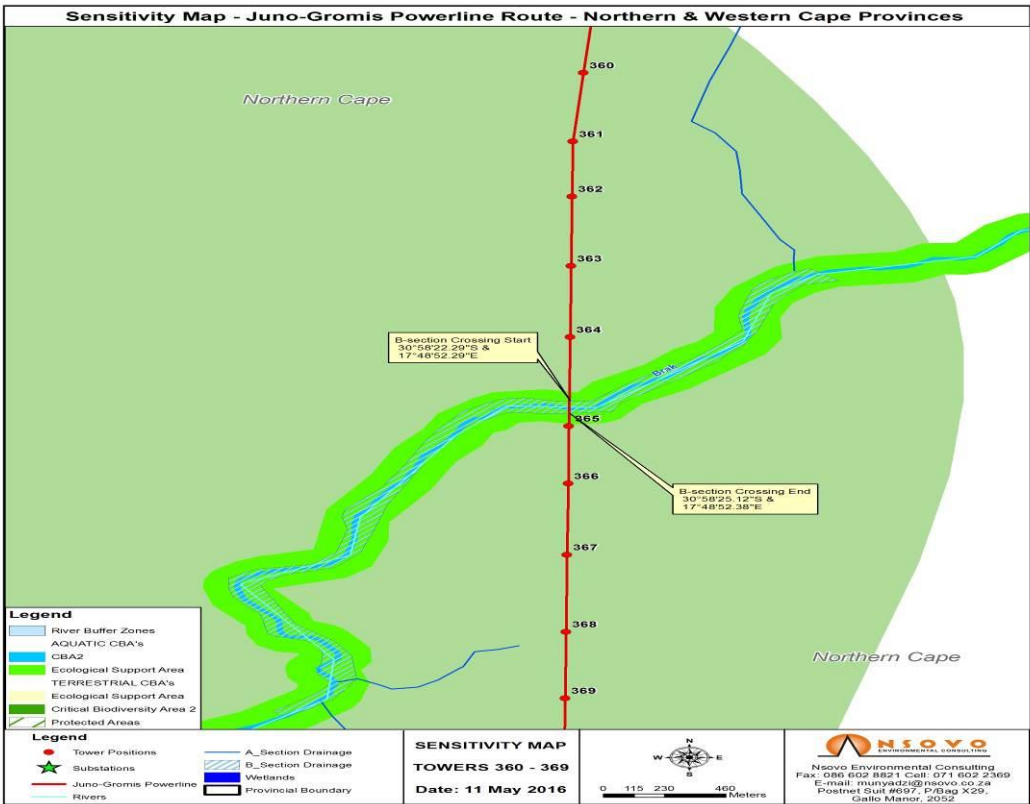 Sensitivity Map - Juno-Gromis Powerline Route - Northern & Western Cape Provinces
360
Northern Cape
361
362
363
364
B-section Crossing Start
30°58'22.29"S &
17°48'52.29"E
Brak
365
366
B-section Crossing End
30°58'25.12"S &
17°48'52.38"E
367
368
Northern Cape
369
Legend
River Buffer Zones
AQUATIC CBA's
CBA2
Ecological Support Area
TERRESTRIAL CBA's
Ecological Support Area
Critical Biodiversity Area 2
Protected Areas
Legend
Tower Positions
Substations
Juno-Gromis Powerline
Rivers
A_Section Drainage
B_Section Drainage
Wetlands
Provincial Boundary
SENSITIVITY MAP
TOWERS 360 - 369
Date: 11 May 2016
N
W E
S
0 115 230 460
Meters
NSOVO
ENVIRONMENTAL CONSULTING
Nsovo Environmental Consulting
Fax: 086 602 8821 Cell: 071 602 2369
E-mail: munyadzi@nsovo.co.za
Postnet Suit #697, P/Bag X29,
Gallo Manor, 2052